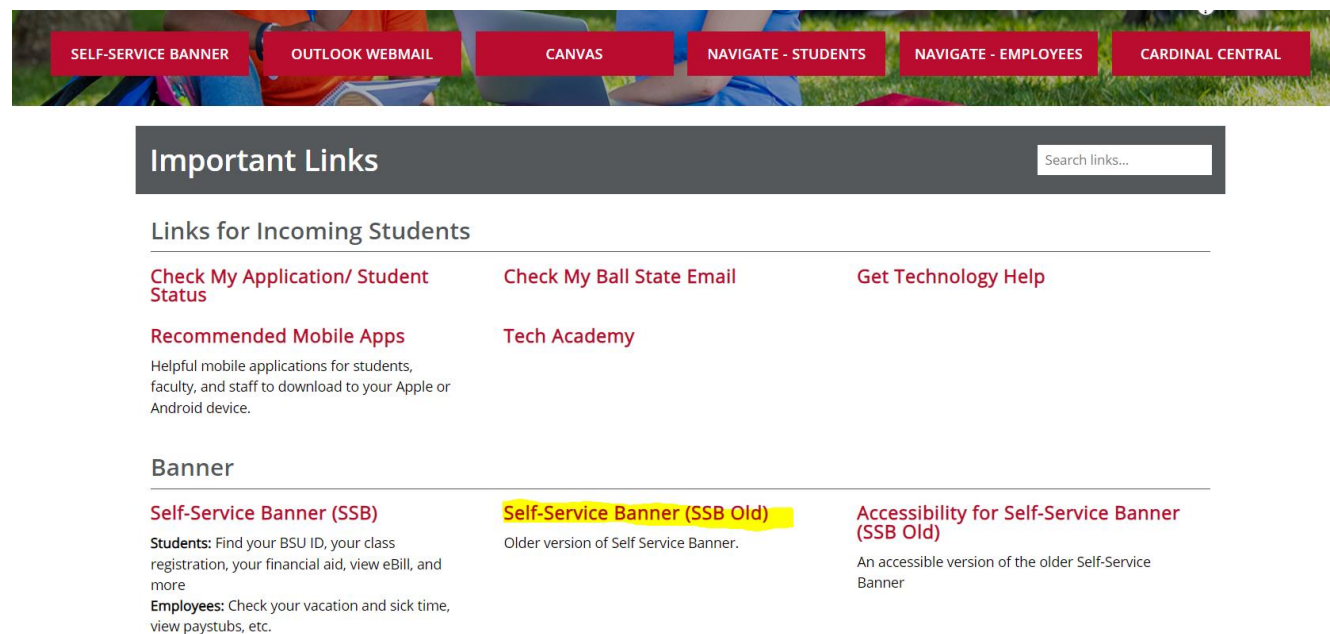 SELF-SERVICE BANNER
OUTLOOK WEBMAIL
CANVAS
NAVIGATE - STUDENTS
NAVIGATE - EMPLOYEES
CARDINAL CENTRAL
Important Links
Search links...
Links for Incoming Students
Check My Application/ Student
Status
Check My Ball State Email
Get Technology Help
Recommended Mobile Apps
Helpful mobile applications for students,
faculty, and staff to download to your Apple or
Android device.
Tech Academy
Banner
Self-Service Banner (SSB)
Students: Find your BSU ID, your class
registration, your financial aid, view eBill, and
more
Employees: Check your vacation and sick time,
view paystubs, etc.
Self-Service Banner (SSB Old)
Older version of Self Service Banner.
Accessibility for Self-Service Banner
(SSB Old)
An accessible version of the older Self-Service
Banner